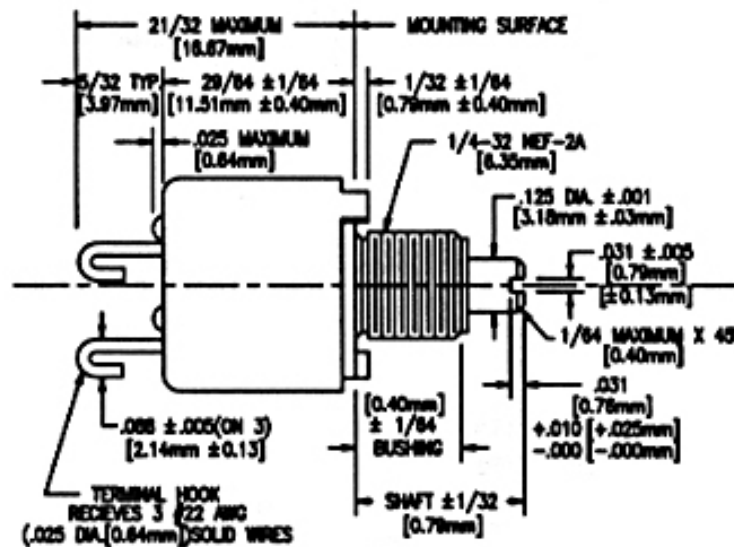 21/32 MAXIMUM
[16.67mm]
MOUNTING SURFACE
5/32 TYP.
[3.97mm]
29/64 ±1/64
[11.51mm ±0.40mm]
1/32 ±1/64
[0.79mm ±0.40mm]
.025 MAXIMUM
[0.64mm]
1/4-32 NEF-2A
[6.35mm]
.125 DIA. ±.001
[3.18mm ±.03mm]
.031 ±.005
[0.79mm]
[±0.13mm]
1/64 MAXIMUM X 45
[0.40mm]
.031
[0.78mm]
+.010 [+.025mm]
-.000 [-.000mm]
[0.40mm]
± 1/64
BUSHING
±.005(ON 3)
[2.14mm ±0.13]
TERMINAL HOOK
RECIEVES 3 #22 AWG
(.025 DIA.[0.64mm])SOLID WIRES
SHAFT ±1/32
[0.79mm]